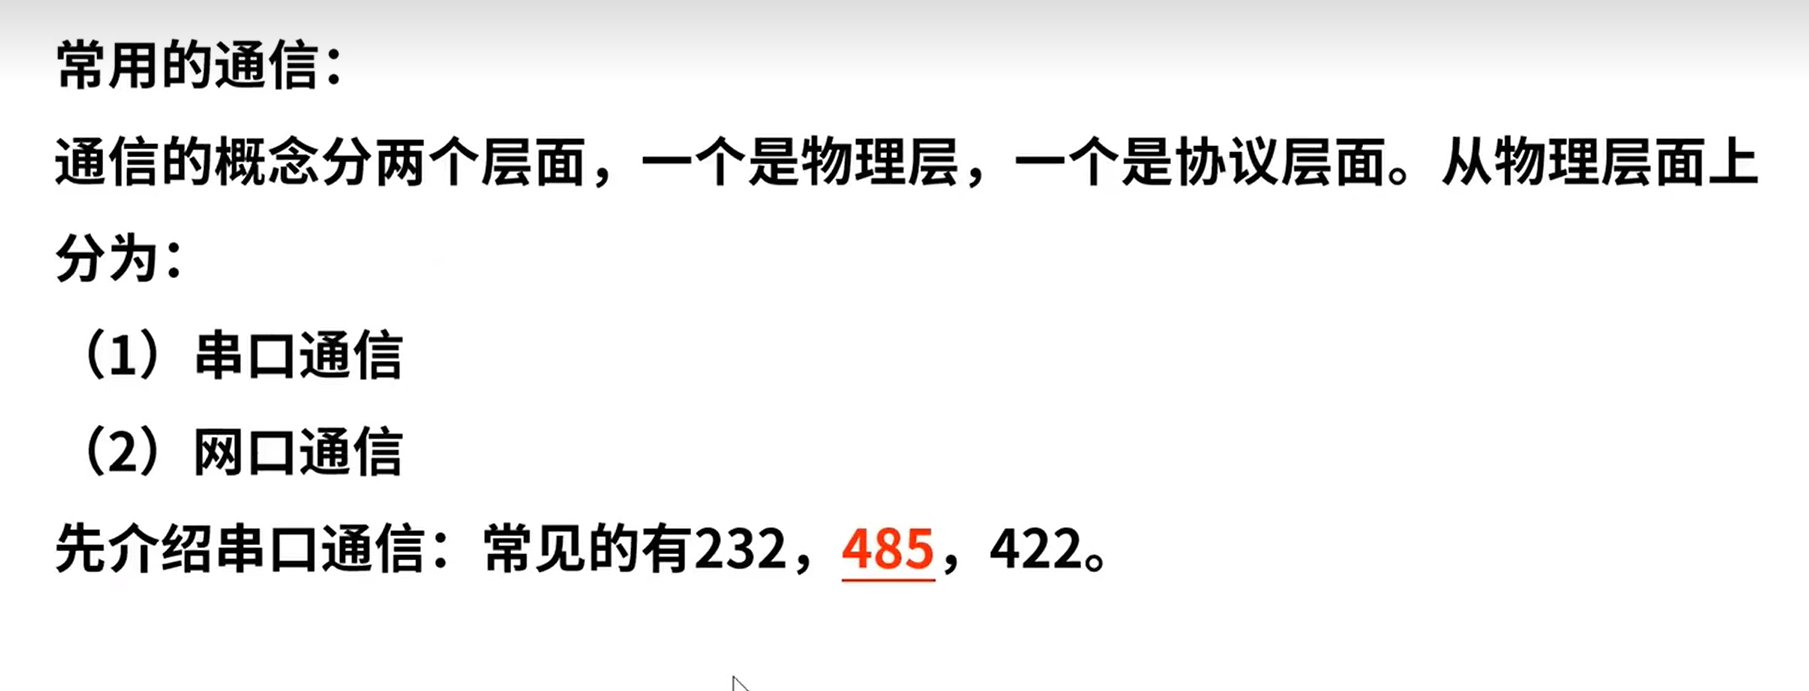 常用的通信：
通信的概念分两个层面，一个是物理层，一个是协议层面。从物理层面上
分为：
（1）串口通信
（2）网口通信
先介绍串口通信：常见的有232，485，422。